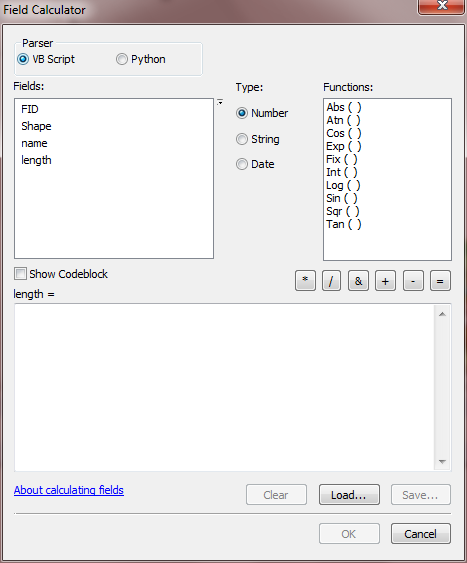 Field Calculator
Parser
VB Script
Python
Fields:
FID
Shape
name
length
Type:
Number
String
Date
Functions:
Abs ( )
Atn ( )
Cos ( )
Exp ( )
Fix ( )
Int ( )
Log ( )
Sin ( )
Sqr ( )
Tan ( )
Show Codeblock
* / & + - =
length =
About calculating fields
Clear
Load...
Save...
OK
Cancel